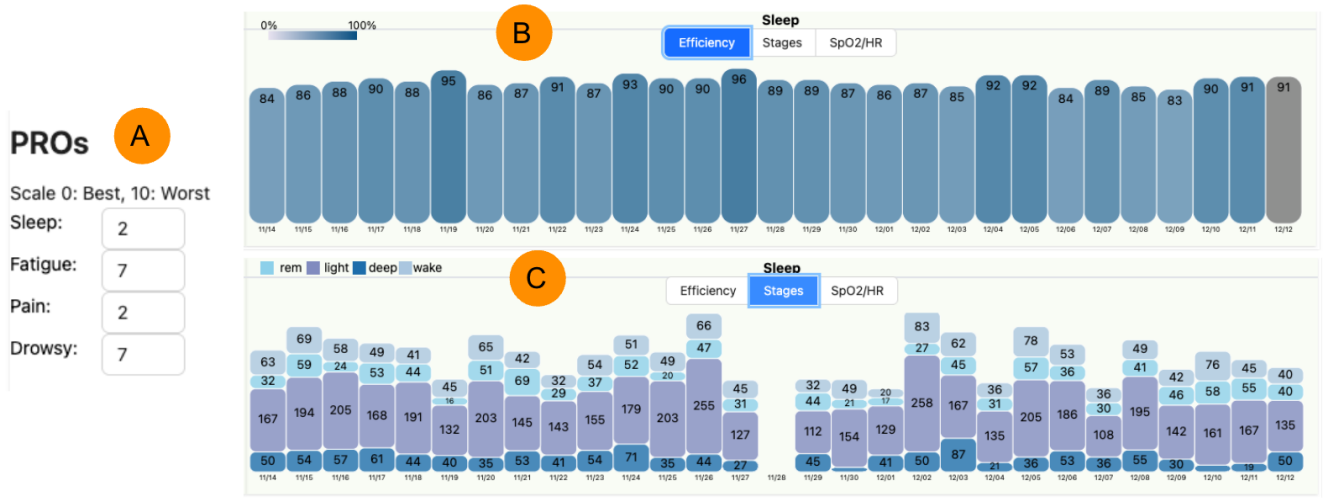 A
PROs
Scale 0: Best, 10: Worst
Sleep: 2
Fatigue: 7
Pain: 2
Drowsy: 7
B
Sleep
0% 100%
Efficiency Stages SpO2/HR
84 86 88 90 88 95 86 87 91 87 93 90 90 96 89 89 87 86 87 85 92 92 84 89 85 83 90 91 91
11/14 11/15 11/16 11/17 11/18 11/19 11/20 11/21 11/22 11/23 11/24 11/25 11/26 11/27 11/28 11/29 11/30 12/01 12/02 12/03 12/04 12/05 12/06 12/07 12/08 12/09 12/10 12/11 12/12
C
rem light deep wake
Sleep
Efficiency Stages SpO2/HR
63 69 58 49 41 45 65 42 32 54 51 49 66 45 32 49 20 83 62 36 78 53 36 49 42 76 45 40
32 59 24 53 44 16 51 69 29 37 52 20 47 31 44 21 17 27 45 31 57 36 30 41 46 58 55 40
167 194 205 168 191 132 203 145 143 155 179 203 255 127 112 154 129 258 167 135 205 186 108 195 142 161 167 135
50 54 57 61 44 40 35 53 41 54 71 35 44 27 45 41 50 87 21 36 53 36 55 30 19 50
11/14 11/15 11/16 11/17 11/18 11/19 11/20 11/21 11/22 11/23 11/24 11/25 11/26 11/27 11/28 11/29 11/30 12/01 12/02 12/03 12/04 12/05 12/06 12/07 12/08 12/09 12/10 12/11 12/12